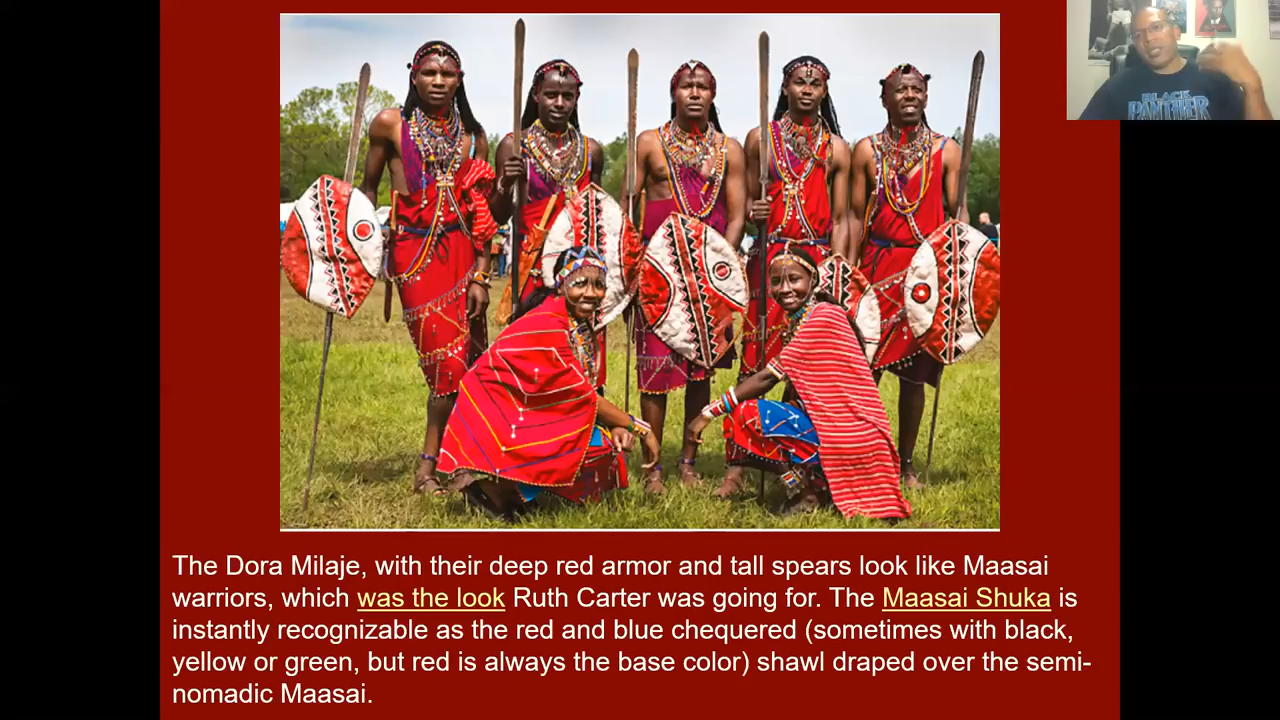 BLACK
PANTHER
The Dora Milaje, with their deep red armor and tall spears look like Maasai
warriors, which was the look Ruth Carter was going for. The Maasai Shuka is
instantly recognizable as the red and blue chequered (sometimes with black,
yellow or green, but red is always the base color) shawl draped over the semi-
nomadic Maasai.